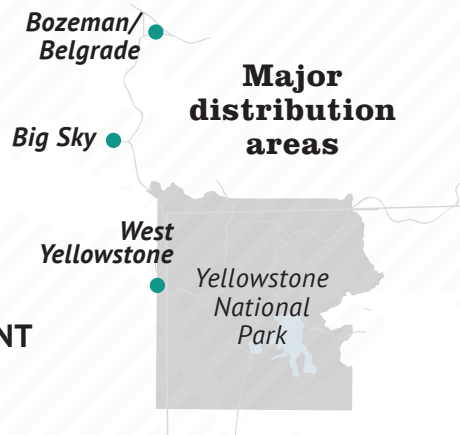 Bozeman/
Belgrade
Major
distribution
areas
Big Sky
West
Yellowstone
Yellowstone
National
Park
NT